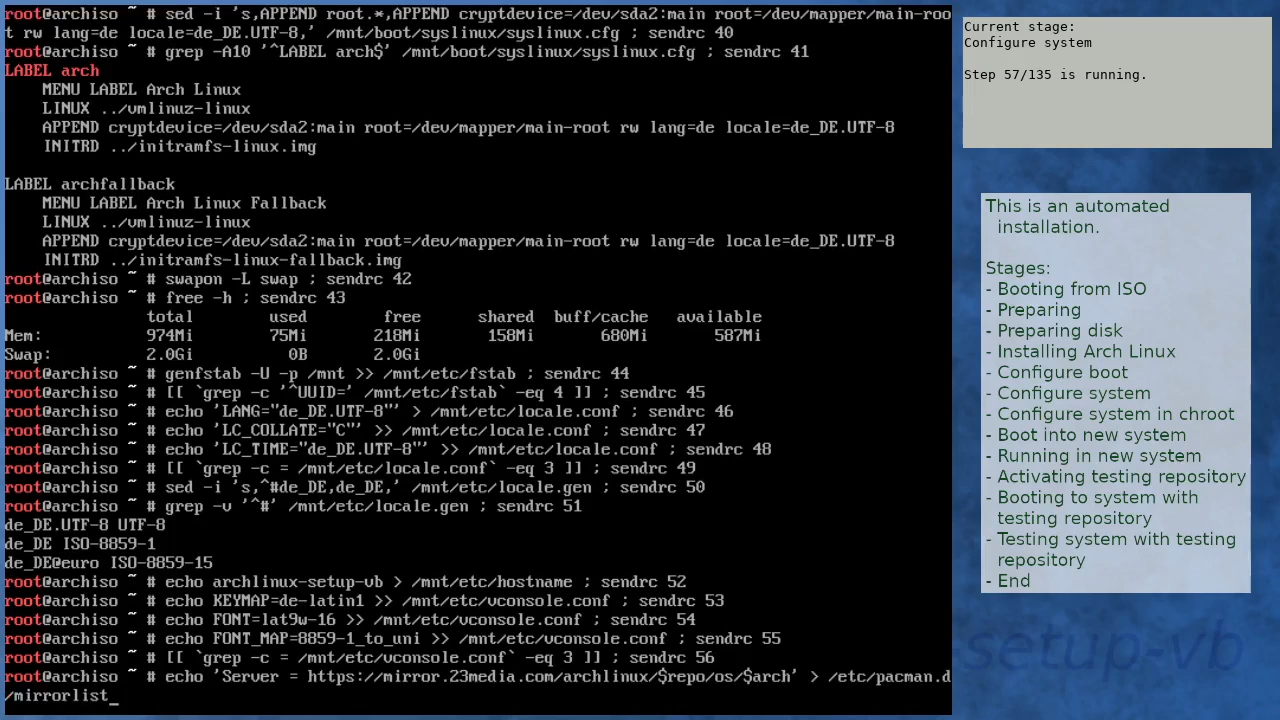 root@archiso ~ # sed -i 's,APPEND root.*,APPEND cryptdevice=/dev/sda2:main root=/dev/mapper/main-roo
t rw lang=de locale=de_DE.UTF-8,' /mnt/boot/syslinux/syslinux.cfg ; sendrc 40
root@archiso ~ # grep -A10 '^LABEL arch$' /mnt/boot/syslinux/syslinux.cfg ; sendrc 41
LABEL arch
    MENU LABEL Arch Linux
    LINUX ../vmlinuz-linux
    APPEND cryptdevice=/dev/sda2:main root=/dev/mapper/main-root rw lang=de locale=de_DE.UTF-8
    INITRD ../initramfs-linux.img

LABEL archfallback
    MENU LABEL Arch Linux Fallback
    LINUX ../vmlinuz-linux
    APPEND cryptdevice=/dev/sda2:main root=/dev/mapper/main-root rw lang=de locale=de_DE.UTF-8
    INITRD ../initramfs-linux-fallback.img
root@archiso ~ # swapon -L swap ; sendrc 42
root@archiso ~ # free -h ; sendrc 43
               total        used        free      shared  buff/cache   available
Mem:           974Mi        75Mi       218Mi       158Mi       680Mi       587Mi
Swap:          2.0Gi          0B       2.0Gi
root@archiso ~ # genfstab -U -p /mnt >> /mnt/etc/fstab ; sendrc 44
root@archiso ~ # [[ `grep -c '^UUID=' /mnt/etc/fstab` -eq 4 ]] ; sendrc 45
root@archiso ~ # echo 'LANG="de_DE.UTF-8"' > /mnt/etc/locale.conf ; sendrc 46
root@archiso ~ # echo 'LC_COLLATE="C"' >> /mnt/etc/locale.conf ; sendrc 47
root@archiso ~ # echo 'LC_TIME="de_DE.UTF-8"' >> /mnt/etc/locale.conf ; sendrc 48
root@archiso ~ # [[ `grep -c = /mnt/etc/locale.conf` -eq 3 ]] ; sendrc 49
root@archiso ~ # sed -i 's,^#de_DE,de_DE,' /mnt/etc/locale.gen ; sendrc 50
root@archiso ~ # grep -v '^#' /mnt/etc/locale.gen ; sendrc 51
de_DE.UTF-8 UTF-8
de_DE ISO-8859-1
de_DE@euro ISO-8859-15
root@archiso ~ # echo archlinux-setup-vb > /mnt/etc/hostname ; sendrc 52
root@archiso ~ # echo KEYMAP=de-latin1 >> /mnt/etc/vconsole.conf ; sendrc 53
root@archiso ~ # echo FONT=lat9w-16 >> /mnt/etc/vconsole.conf ; sendrc 54
root@archiso ~ # echo FONT_MAP=8859-1_to_uni >> /mnt/etc/vconsole.conf ; sendrc 55
root@archiso ~ # [[ `grep -c = /mnt/etc/vconsole.conf` -eq 3 ]] ; sendrc 56
root@archiso ~ # echo 'Server = https://mirror.23media.com/archlinux/$repo/os/$arch' > /etc/pacman.d
/mirrorlist_
Current stage:
Configure system

Step 57/135 is running.
This is an automated
installation.

Stages:
- Booting from ISO
- Preparing
- Preparing disk
- Installing Arch Linux
- Configure boot
- Configure system
- Configure system in chroot
- Boot into new system
- Running in new system
- Activating testing repository
- Booting to system with
testing repository
- Testing system with testing
repository
- End
setup-vb